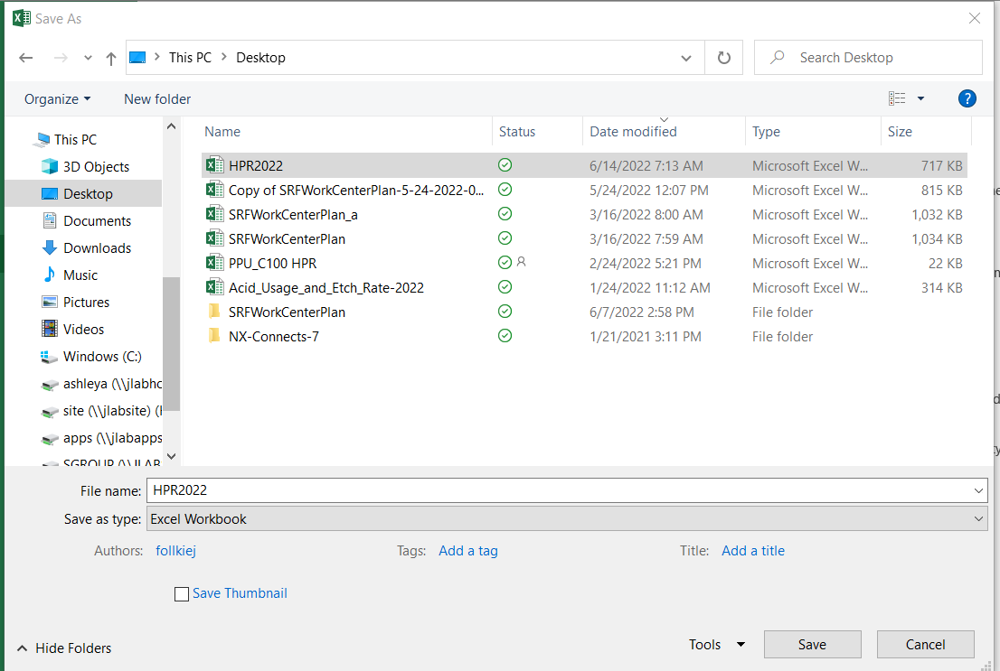 Save As
This PC > Desktop
Search Desktop
Organize New folder
?
This PC
3D Objects
Desktop
Documents
Downloads
Music
Pictures
Videos
Windows (C:)
ashleya (\\jlabhc
site (\\jlabsite) (
apps (\\jlabapps
SGROUP (\\JLAB
Name Status Date modified Type Size
HPR2022 6/14/2022 7:13 AM Microsoft Excel W... 717 KB
Copy of SRFWorkCenterPlan-5-24-2022-0... 5/24/2022 12:07 PM Microsoft Excel W... 815 KB
SRFWorkCenterPlan_a 3/16/2022 8:00 AM Microsoft Excel W... 1,032 KB
SRFWorkCenterPlan 3/16/2022 7:59 AM Microsoft Excel W... 1,034 KB
PPU_C100 HPR 2/24/2022 5:21 PM Microsoft Excel W... 22 KB
Acid_Usage_and_Etch_Rate-2022 1/24/2022 11:12 AM Microsoft Excel W... 314 KB
SRFWorkCenterPlan 6/7/2022 2:58 PM File folder
NX-Connects-7 1/21/2021 3:11 PM File folder
File name: HPR2022
Save as type: Excel Workbook
Authors: follkiej Tags: Add a tag Title: Add a title
Save Thumbnail
Hide Folders Tools Save Cancel